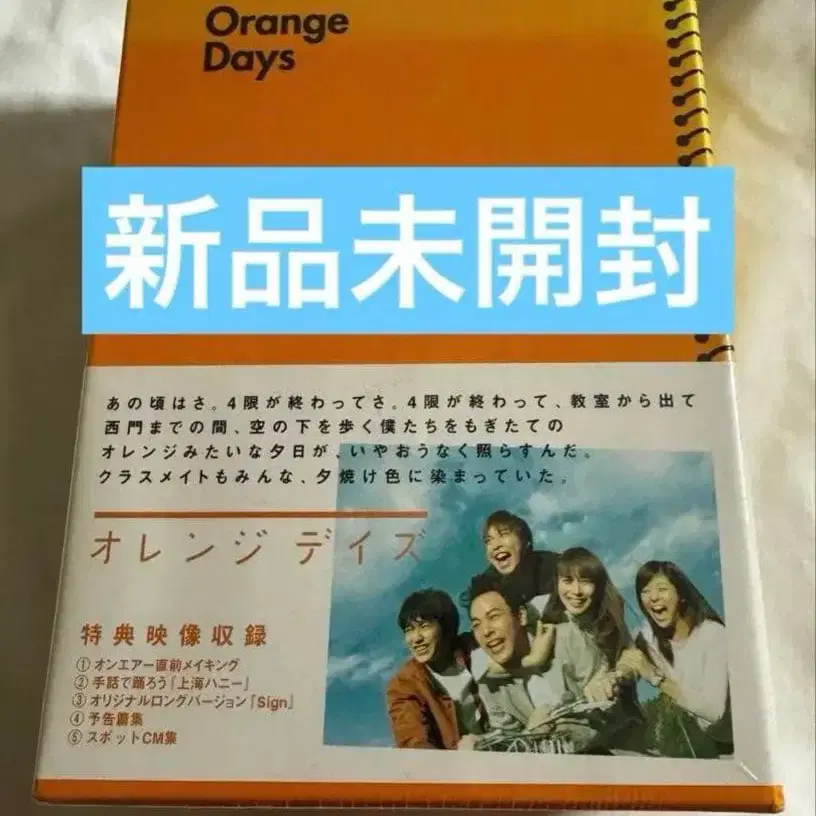 Orange
Days
新品未開封
あの頃はさ。4限が終わってさ。4限が終わって、教室から出て
西門までの間、空の下を歩く僕たちをもぎたての
オレンジみたいな夕日が、いやおうなく照らすんだ。
クラスメイトもみんな、夕焼け色に染まっていた。
オレンジ デイズ
特典映像収録
①オンエアー直前メイキング
②手話で踊ろう「上海ハニー」
③オリジナルロングバージョン「Sign」
④予告篇集
⑤スポットCM集